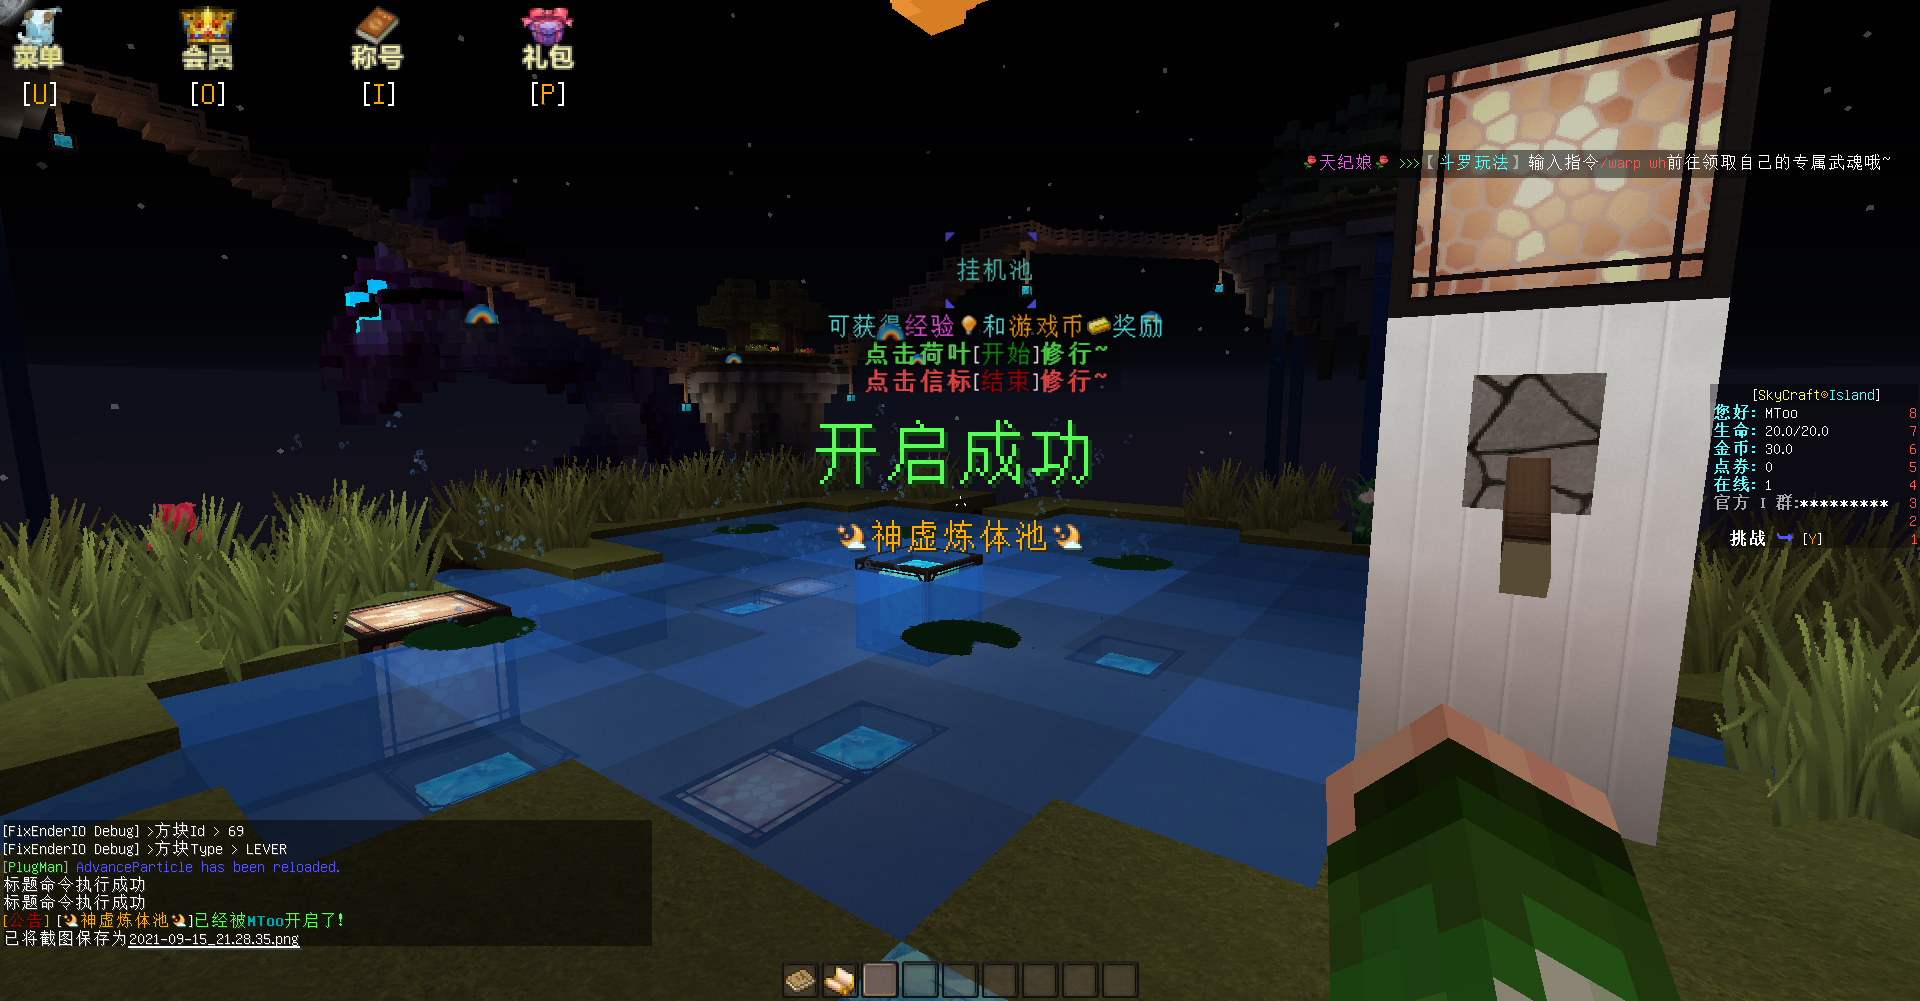 菜单 会员 称号 礼包
[U] [O] [I] [P]
天纪娘 >>>【斗罗玩法】输入指令/warp wh前往领取自己的专属武魂哦~
挂机池
可获得经验和游戏币奖励
点击荷叶[开始]修行~
点击信标[结束]修行~
开启成功
神虚炼体池
[SkyCraft Island]
您好: MToo 8
生命: 20.0/20.0 7
金币: 30.0 6
点券: 0 5
在线: 1 4
官方 I 群:********* 3
2
挑战 [Y] 1
[FixEnderIO Debug] >方块Id > 69
[FixEnderIO Debug] >方块Type > LEVER
[PlugMan] AdvanceParticle has been reloaded.
标题命令执行成功
标题命令执行成功
[公告] [神虚炼体池]已经被MToo开启了!
已将截图保存为2021-09-15_21.28.35.png